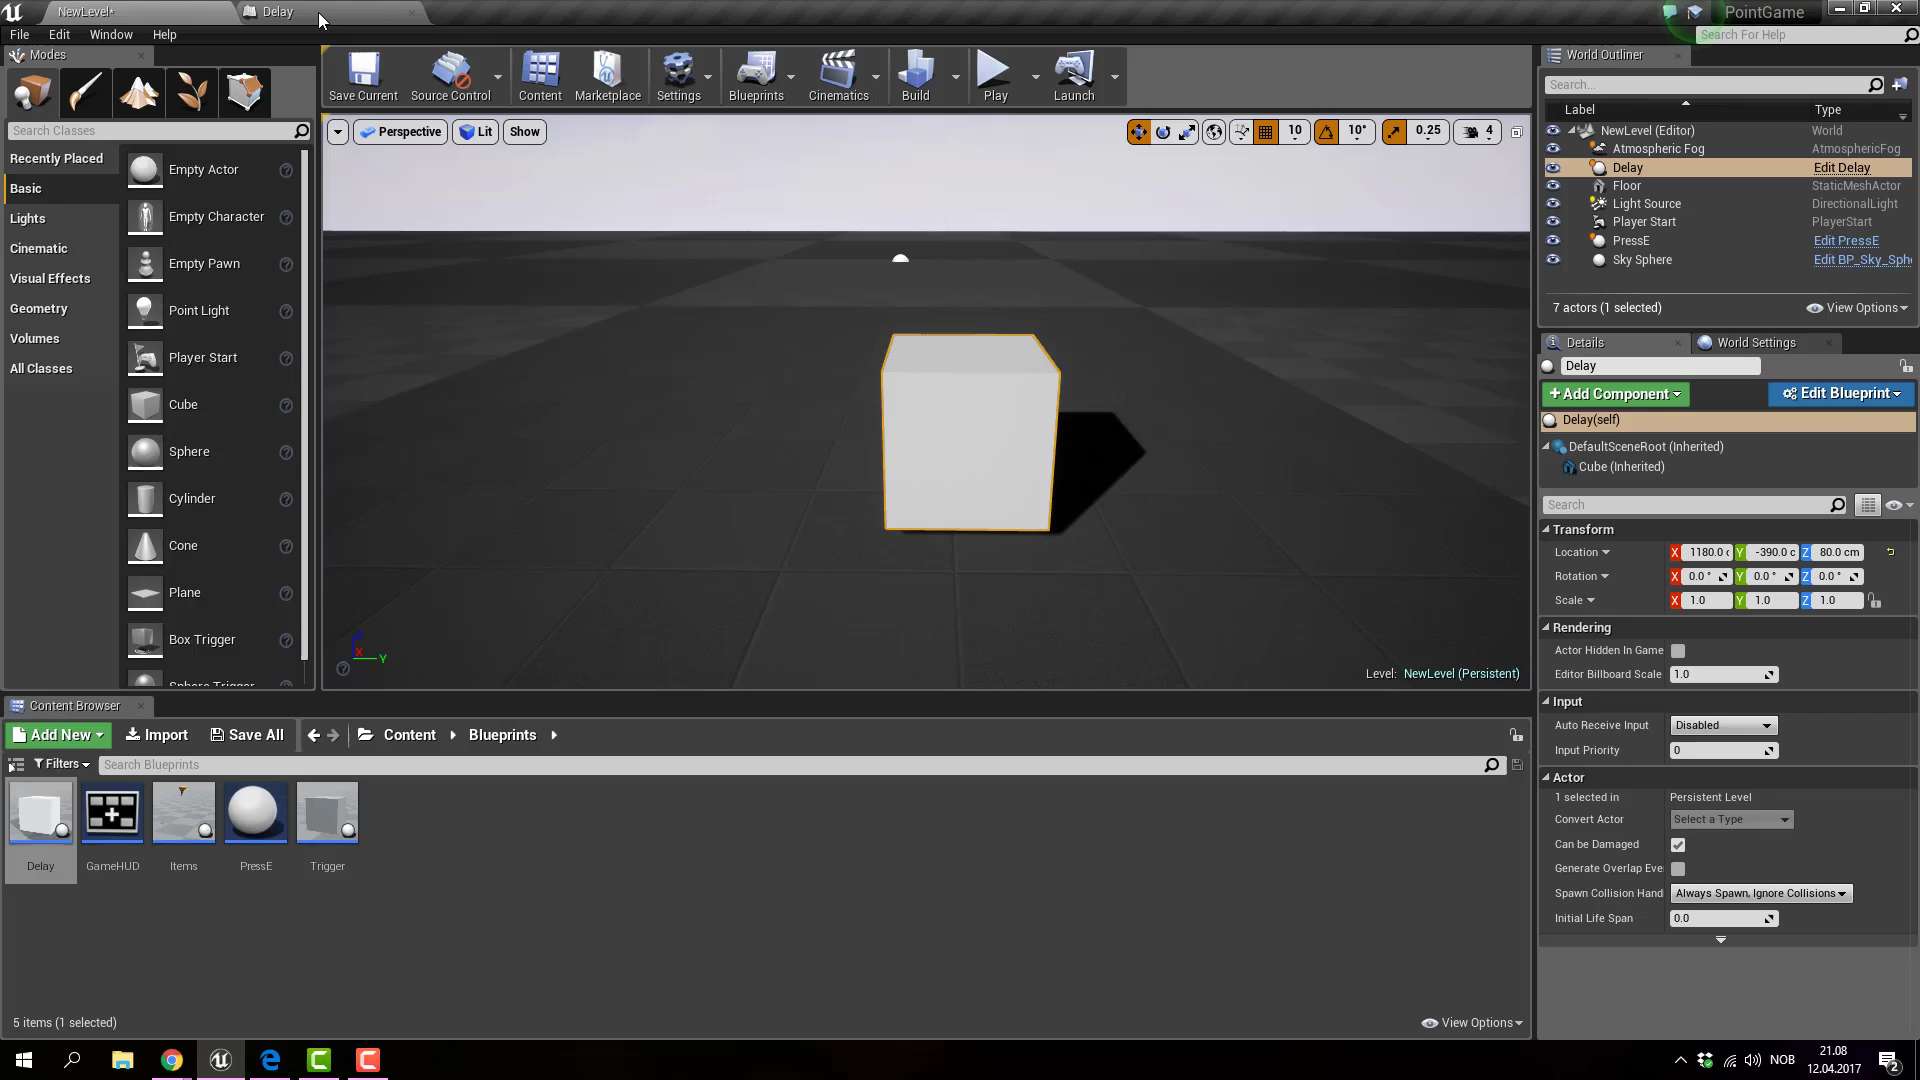 NewLevel*
Delay
PointGame
File
Edit
Window
Help
Search For Help
Modes
Search Classes
Recently Placed
Basic
Lights
Cinematic
Visual Effects
Geometry
Volumes
All Classes
Empty Actor
Empty Character
Empty Pawn
Point Light
Player Start
Cube
Sphere
Cylinder
Cone
Plane
Box Trigger
Sphere Trigger
Save Current
Source Control
Content
Marketplace
Settings
Blueprints
Cinematics
Build
Play
Launch
Perspective
Lit
Show
10
10°
0.25
4
Z
X
Y
Level: NewLevel (Persistent)
World Outliner
Search...
Label
Type
NewLevel (Editor)
World
Atmospheric Fog
AtmosphericFog
Delay
Edit Delay
Floor
StaticMeshActor
Light Source
DirectionalLight
Player Start
PlayerStart
PressE
Edit PressE
Sky Sphere
Edit BP_Sky_Sph
7 actors (1 selected)
View Options
Details
World Settings
Delay
+Add Component
Edit Blueprint
Delay(self)
DefaultSceneRoot (Inherited)
Cube (Inherited)
Search
Transform
Location
X 1180.0 c Y -390.0 c Z 80.0 cm
Rotation
X 0.0 ° Y 0.0 ° Z 0.0 °
Scale
X 1.0 Y 1.0 Z 1.0
Rendering
Actor Hidden In Game
Editor Billboard Scale
1.0
Input
Auto Receive Input
Disabled
Input Priority
0
Actor
1 selected in
Persistent Level
Convert Actor
Select a Type
Can be Damaged
Generate Overlap Eve
Spawn Collision Hand
Always Spawn, Ignore Collisions
Initial Life Span
0.0
Content Browser
Add New
Import
Save All
Content
Blueprints
Filters
Search Blueprints
Delay
GameHUD
Items
PressE
Trigger
5 items (1 selected)
View Options
NOB
21.08
12.04.2017
2